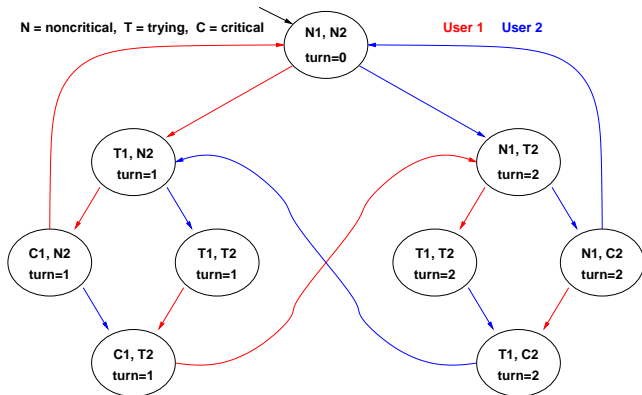 N = noncritical, T = trying, C = critical
User 1 User 2
N1, N2
turn=0
T1, N2
turn=1
N1, T2
turn=2
C1, N2
turn=1
T1, T2
turn=1
T1, T2
turn=2
N1, C2
turn=2
C1, T2
turn=1
T1, C2
turn=2